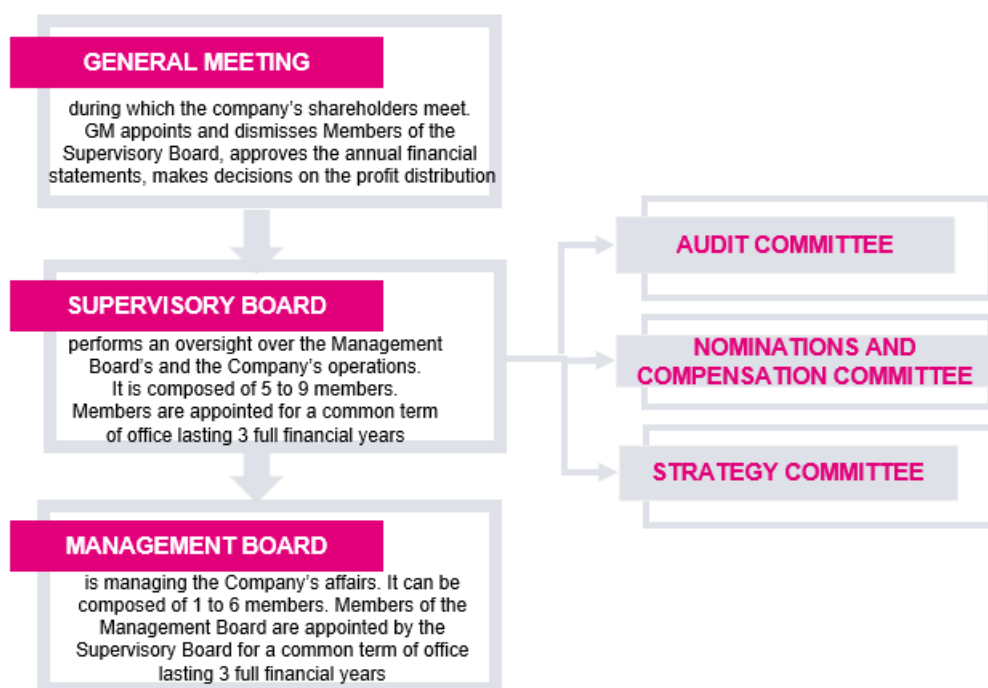 GENERAL MEETING
during which the company's shareholders meet.
GM appoints and dismisses Members of the
Supervisory Board, approves the annual financial
statements, makes decisions on the profit distribution
SUPERVISORY BOARD
performs an oversight over the Management
Board's and the Company's operations.
It is composed of 5 to 9 members.
Members are appointed for a common term
of office lasting 3 full financial years
AUDIT COMMITTEE
NOMINATIONS AND
COMPENSATION COMMITTEE
STRATEGY COMMITTEE
MANAGEMENT BOARD
is managing the Company's affairs. It can be
composed of 1 to 6 members. Members of the
Management Board are appointed by the
Supervisory Board for a common term of office
lasting 3 full financial years